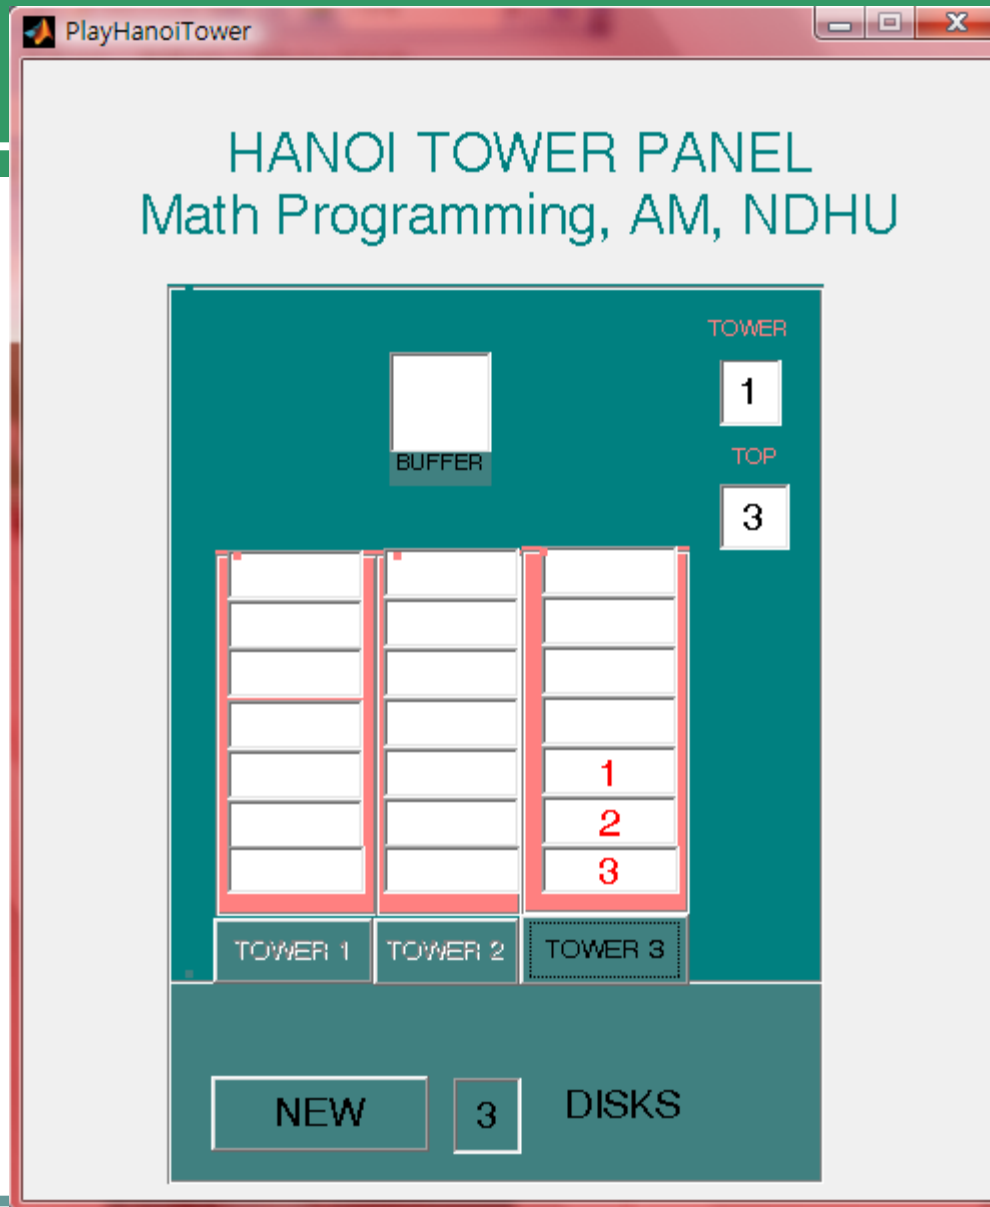 PlayHanoiTower
HANOI TOWER PANEL
Math Programming, AM, NDHU
TOWER
1
BUFFER
TOP
3
1
2
3
TOWER 1 TOWER 2 TOWER 3
NEW 3 DISKS